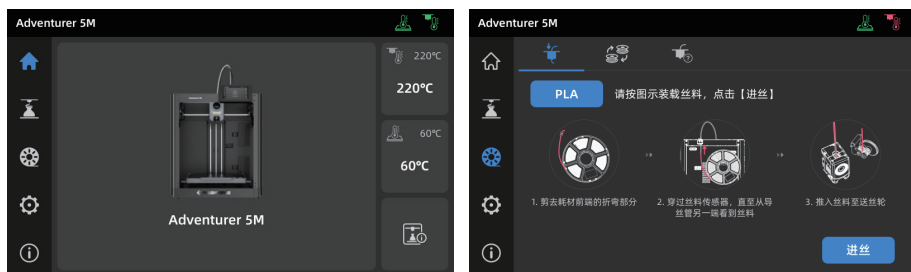 Adventurer 5M
220℃
220℃
60℃
60℃
Adventurer 5M
Adventurer 5M
PLA
请按图示装载丝料，点击【进丝】
1. 剪去耗材前端的折弯部分
2. 穿过丝料传感器，直至从导
丝管另一端看到丝料
3. 推入丝料至送丝轮
进丝